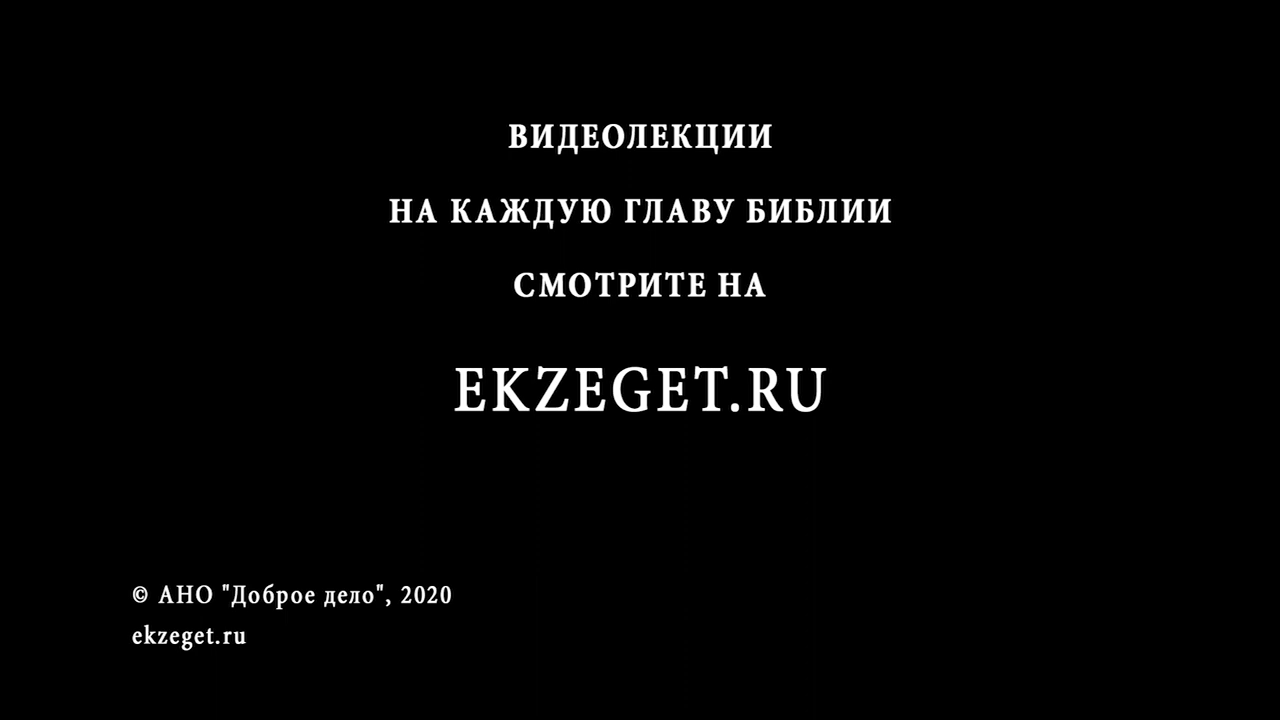 ВИДЕОЛЕКЦИИ
НА КАЖДУЮ ГЛАВУ БИБЛИИ
СМОТРИТЕ НА
EKZEGET.RU
© АНО "Доброе дело", 2020
ekzeget.ru